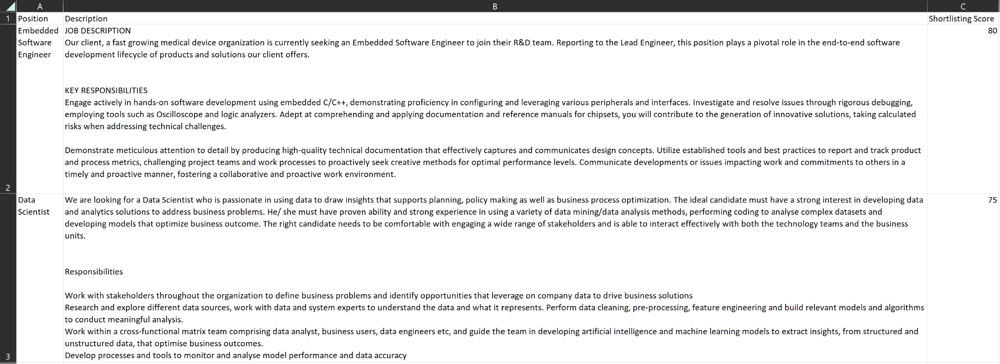 A B C
1 Position Description Shortlisting Score
Embedded JOB DESCRIPTION 80
Software Our client, a fast growing medical device organization is currently seeking an Embedded Software Engineer to join their R&D team. Reporting to the Lead Engineer, this position plays a pivotal role in the end-to-end software
Engineer development lifecycle of products and solutions our client offers.
KEY RESPONSIBILITIES
Engage actively in hands-on software development using embedded C/C++, demonstrating proficiency in configuring and leveraging various peripherals and interfaces. Investigate and resolve issues through rigorous debugging,
employing tools such as Oscilloscope and logic analyzers. Adept at comprehending and applying documentation and reference manuals for chipsets, you will contribute to the generation of innovative solutions, taking calculated
risks when addressing technical challenges.
Demonstrate meticulous attention to detail by producing high-quality technical documentation that effectively captures and communicates design concepts. Utilize established tools and best practices to report and track product
and process metrics, challenging project teams and work processes to proactively seek creative methods for optimal performance levels. Communicate developments or issues impacting work and commitments to others in a
timely and proactive manner, fostering a collaborative and proactive work environment.
2
Data We are looking for a Data Scientist who is passionate in using data to draw insights that supports planning, policy making as well as business process optimization. The ideal candidate must have a strong interest in developing data 75
Scientist and analytics solutions to address business problems. He/ she must have proven ability and strong experience in using a variety of data mining/data analysis methods, performing coding to analyse complex datasets and
developing models that optimize business outcome. The right candidate needs to be comfortable with engaging a wide range of stakeholders and is able to interact effectively with both the technology teams and the business
units.
Responsibilities
Work with stakeholders throughout the organization to define business problems and identify opportunities that leverage on company data to drive business solutions
Research and explore different data sources, work with data and system experts to understand the data and what it represents. Perform data cleaning, pre-processing, feature engineering and build relevant models and algorithms
to conduct meaningful analysis.
Work within a cross-functional matrix team comprising data analyst, business users, data engineers etc, and guide the team in developing artificial intelligence and machine learning models to extract insights, from structured and
unstructured data, that optimise business outcomes.
3 Develop processes and tools to monitor and analyse model performance and data accuracy